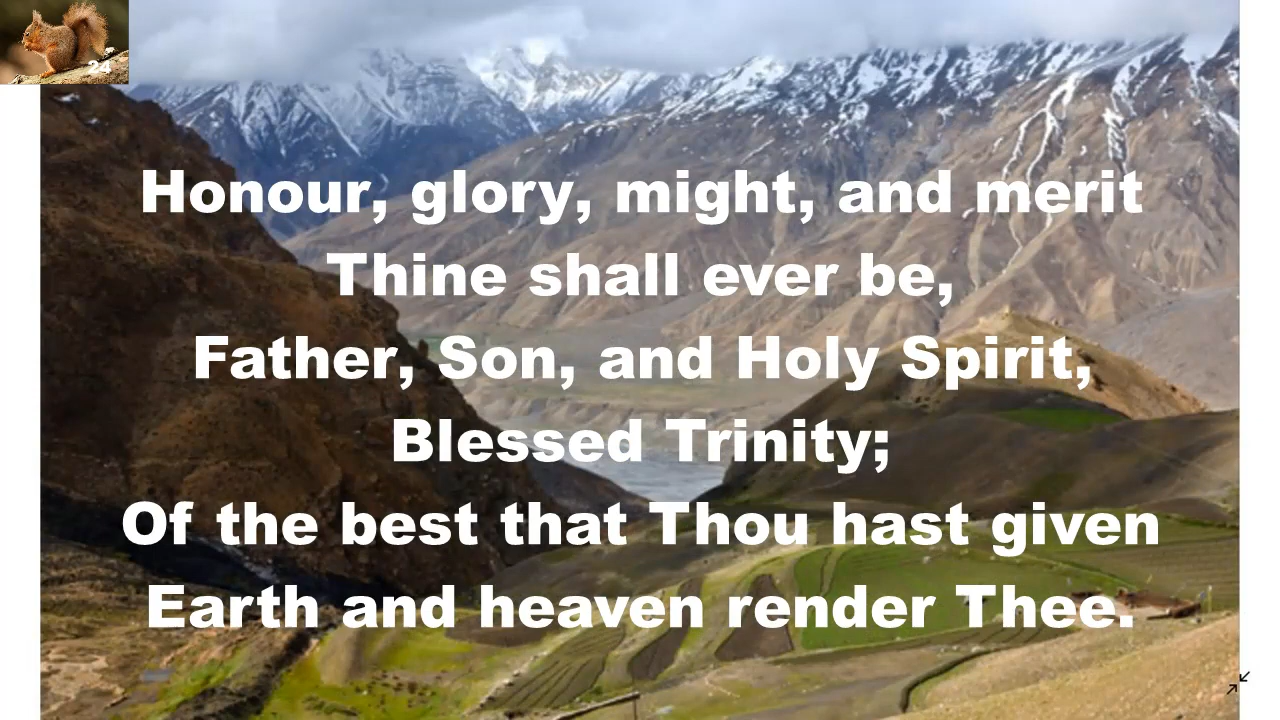 24
Honour, glory, might, and merit
Thine shall ever be,
Father, Son, and Holy Spirit,
Blessed Trinity;
Of the best that Thou hast given
Earth and heaven render Thee.